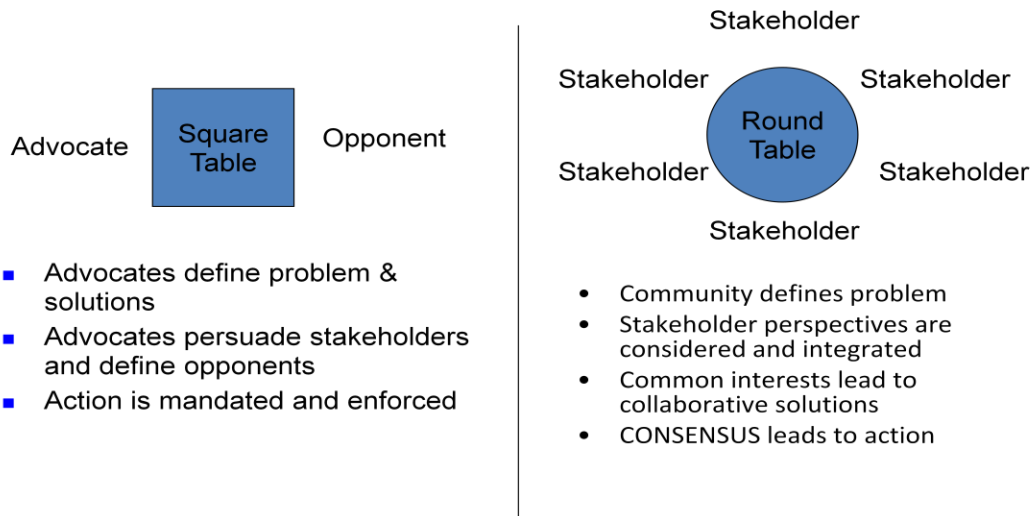 Advocate
Square
Table
Opponent
■ Advocates define problem &
solutions
■ Advocates persuade stakeholders
and define opponents
■ Action is mandated and enforced
Stakeholder
Stakeholder
Stakeholder
Round
Table
Stakeholder
Stakeholder
Stakeholder
• Community defines problem
• Stakeholder perspectives are
considered and integrated
• Common interests lead to
collaborative solutions
• CONSENSUS leads to action